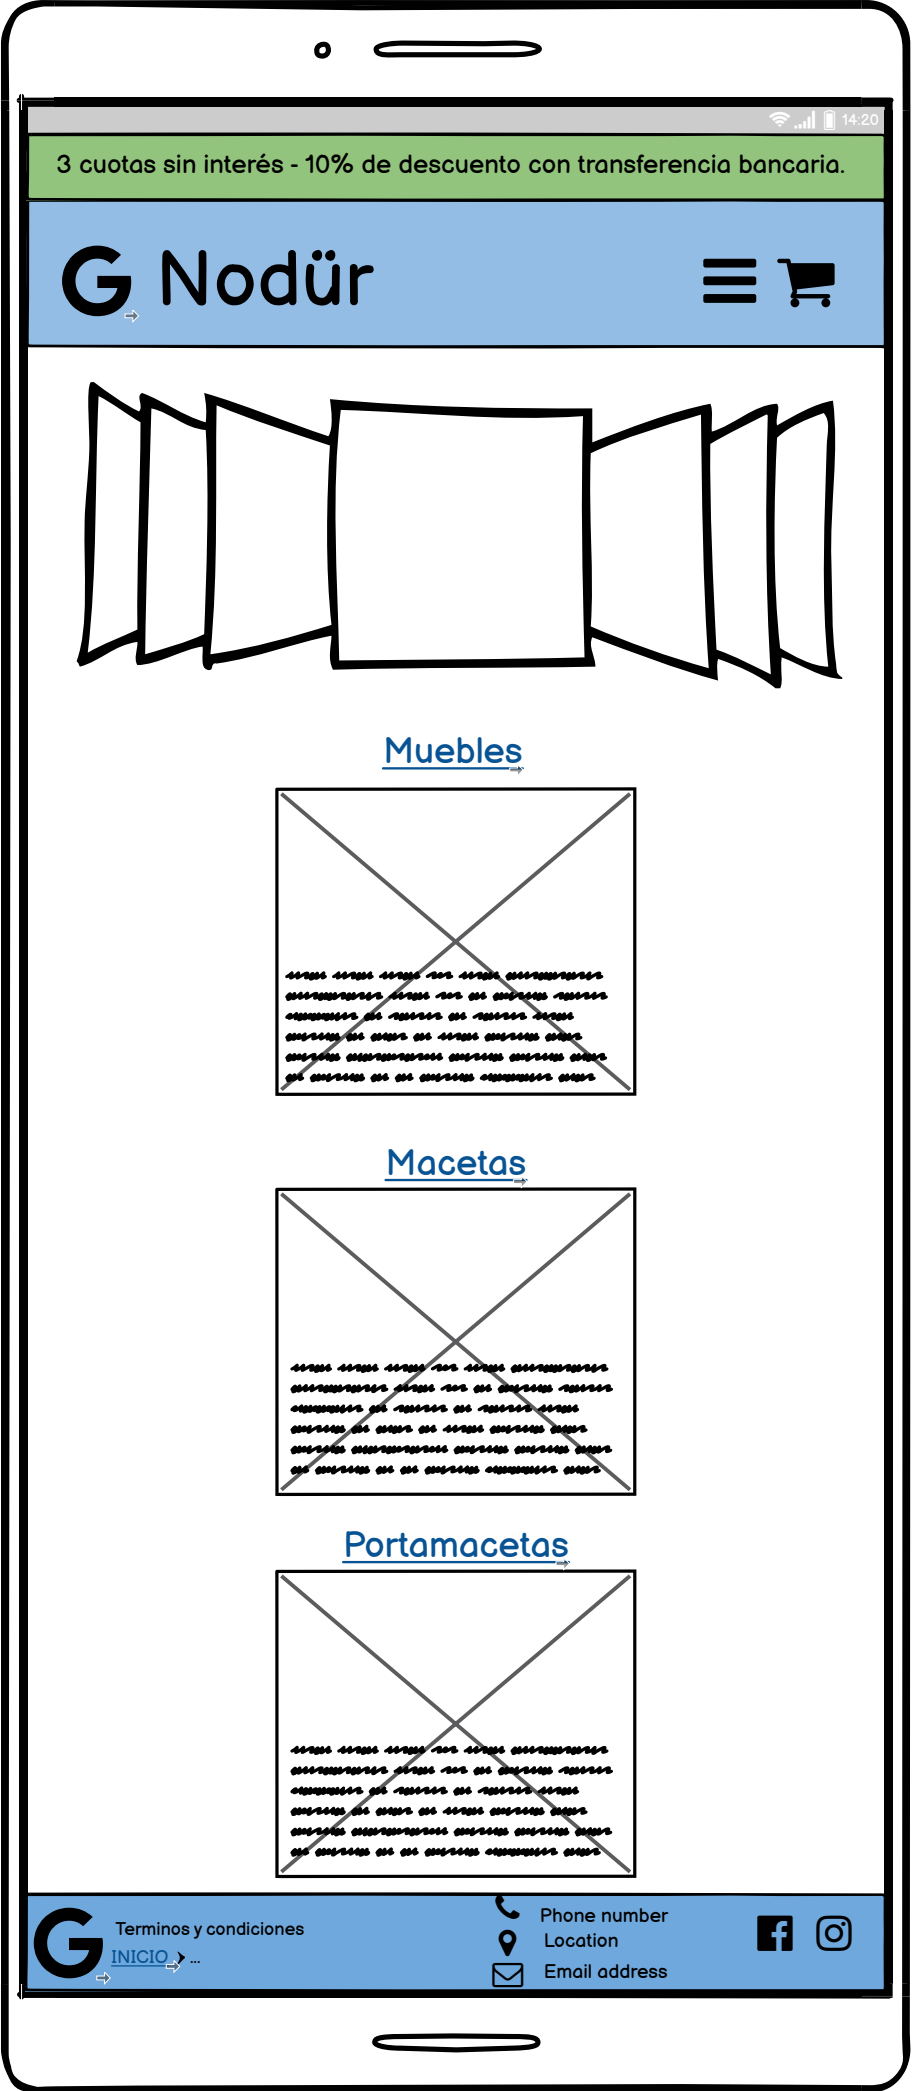 14:20
3 cuotas sin interés - 10% de descuento con transferencia bancaria.
G Nodür
Muebles
Macetas
Portamacetas
G
Terminos y condiciones
INICIO > ...
Phone number
Location
Email address